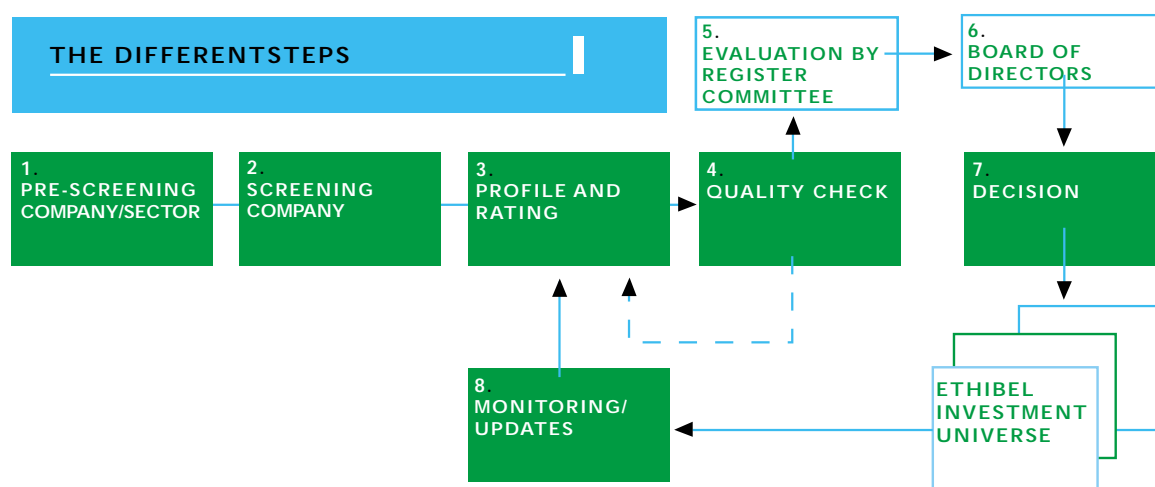 THE DIFFERENTSTEPS
5.
EVALUATION BY
REGISTER
COMMITTEE
6.
BOARD OF
DIRECTORS
1.
PRE-SCREENING
COMPANY/SECTOR
2.
SCREENING
COMPANY
3.
PROFILE AND
RATING
4.
QUALITY CHECK
7.
DECISION
8.
MONITORING/
UPDATES
ETHIBEL
INVESTMENT
UNIVERSE